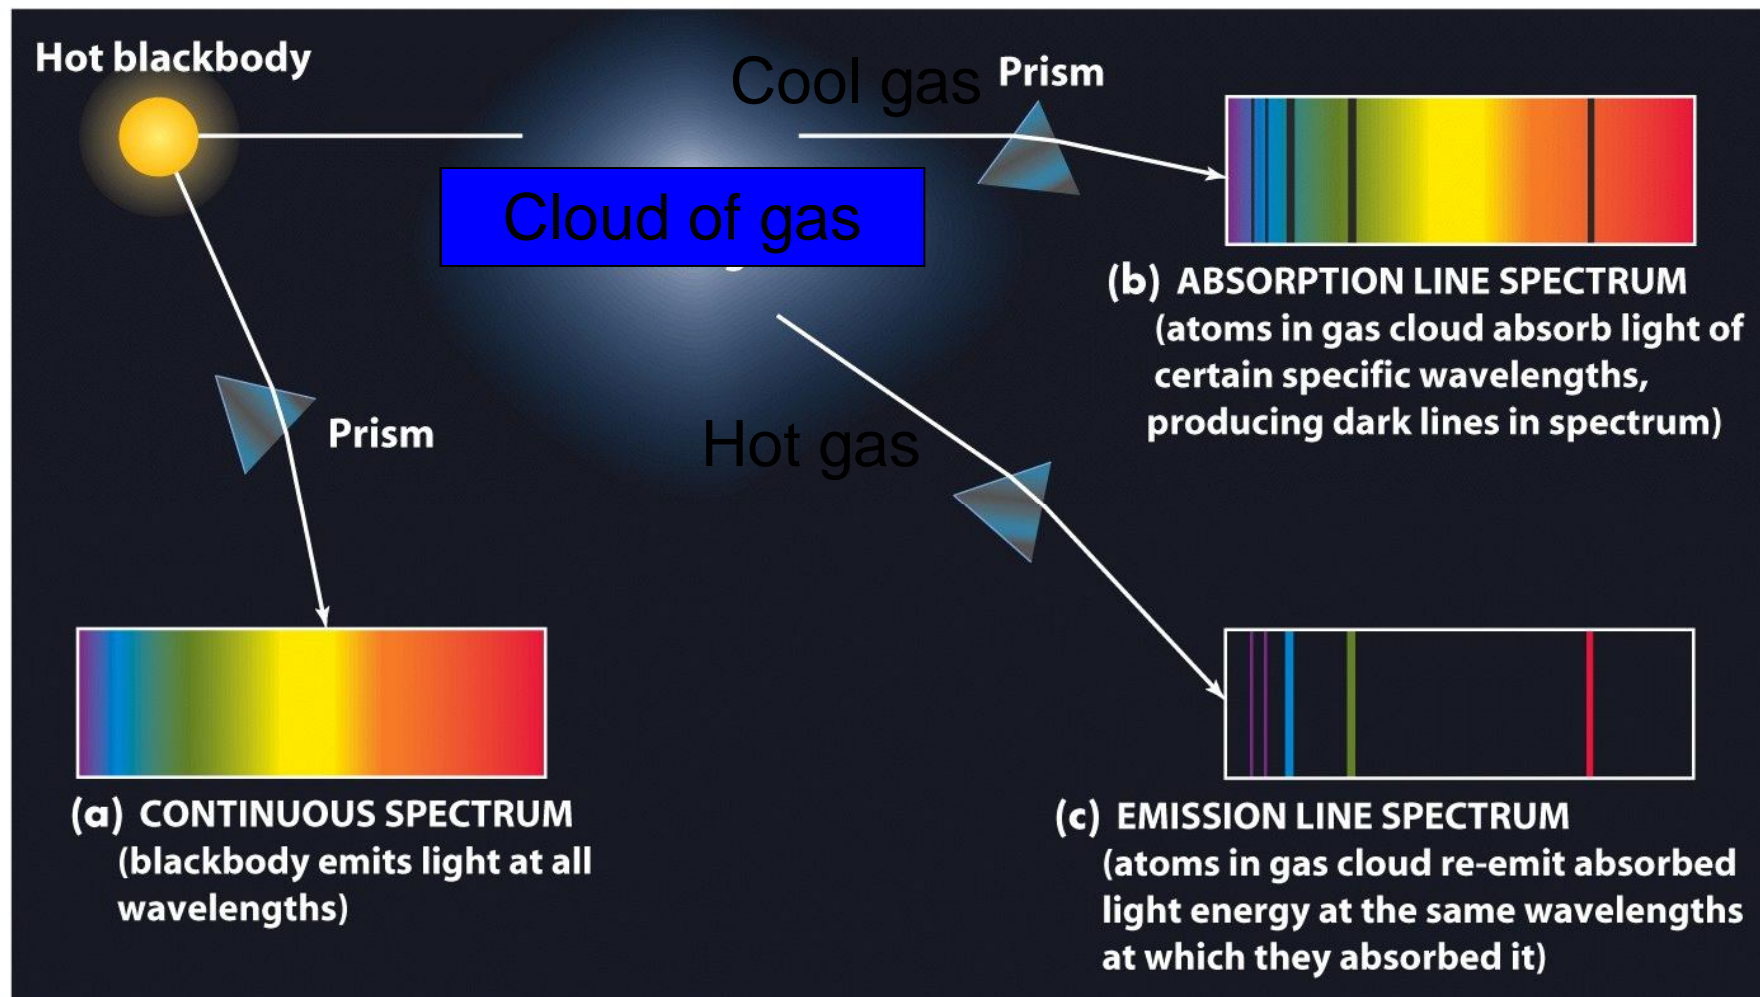 Hot blackbody
Cool gas
Prism
Cloud of gas
(b) ABSORPTION LINE SPECTRUM
(atoms in gas cloud absorb light of
certain specific wavelengths,
producing dark lines in spectrum)
Prism
Hot gas
(a) CONTINUOUS SPECTRUM
(blackbody emits light at all
wavelengths)
(c) EMISSION LINE SPECTRUM
(atoms in gas cloud re-emit absorbed
light energy at the same wavelengths
at which they absorbed it)